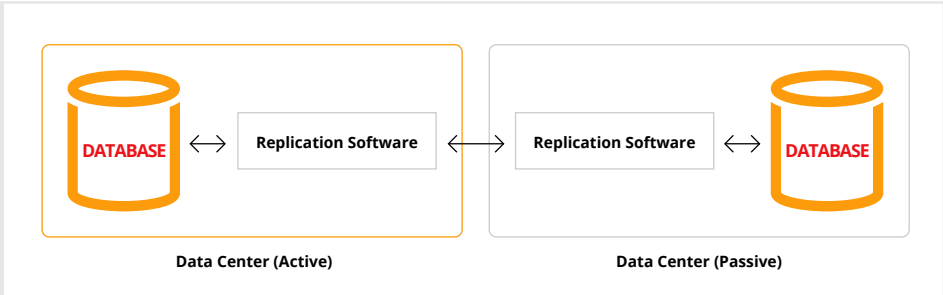 DATABASE
Replication Software
Replication Software
DATABASE
Data Center (Active)
Data Center (Passive)